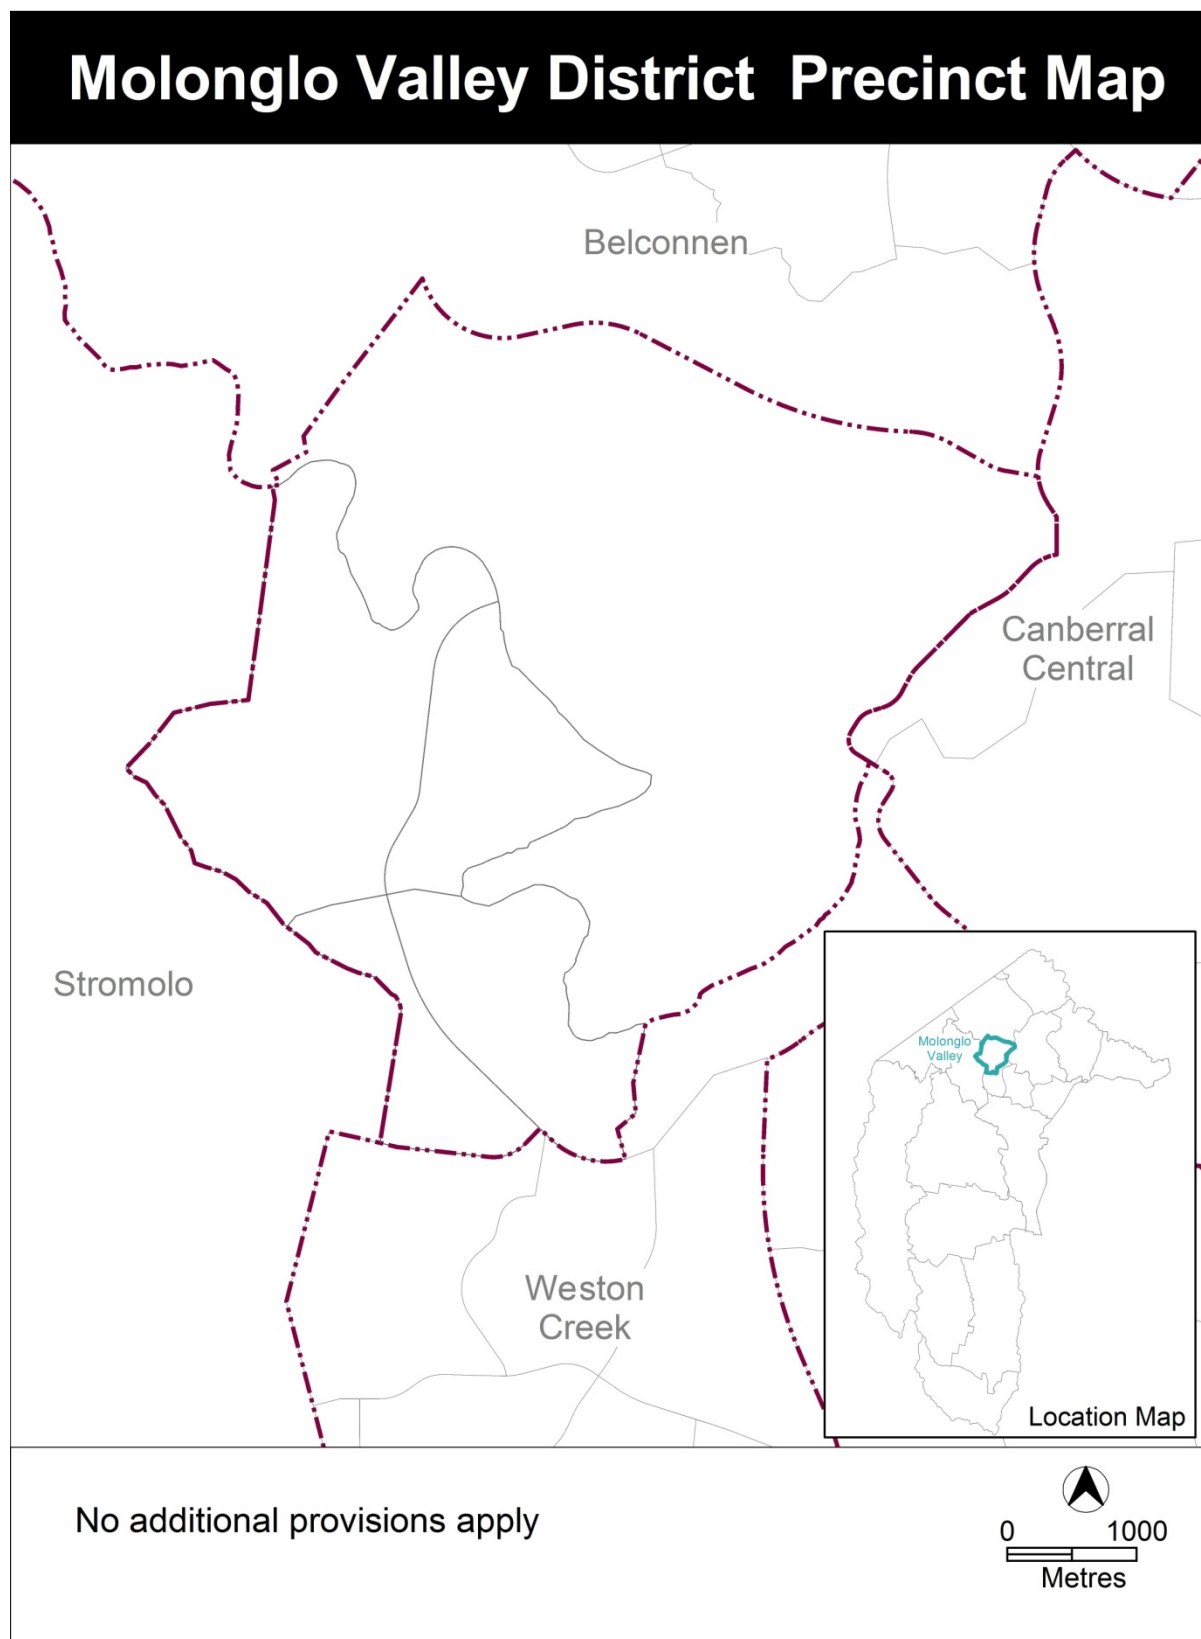 Molonglo Valley District Precinct Map
Belconnen
Canberral
Central
Stromolo
Molonglo
Valley
Weston
Creek
Location Map
No additional provisions apply
0 1000
Metres